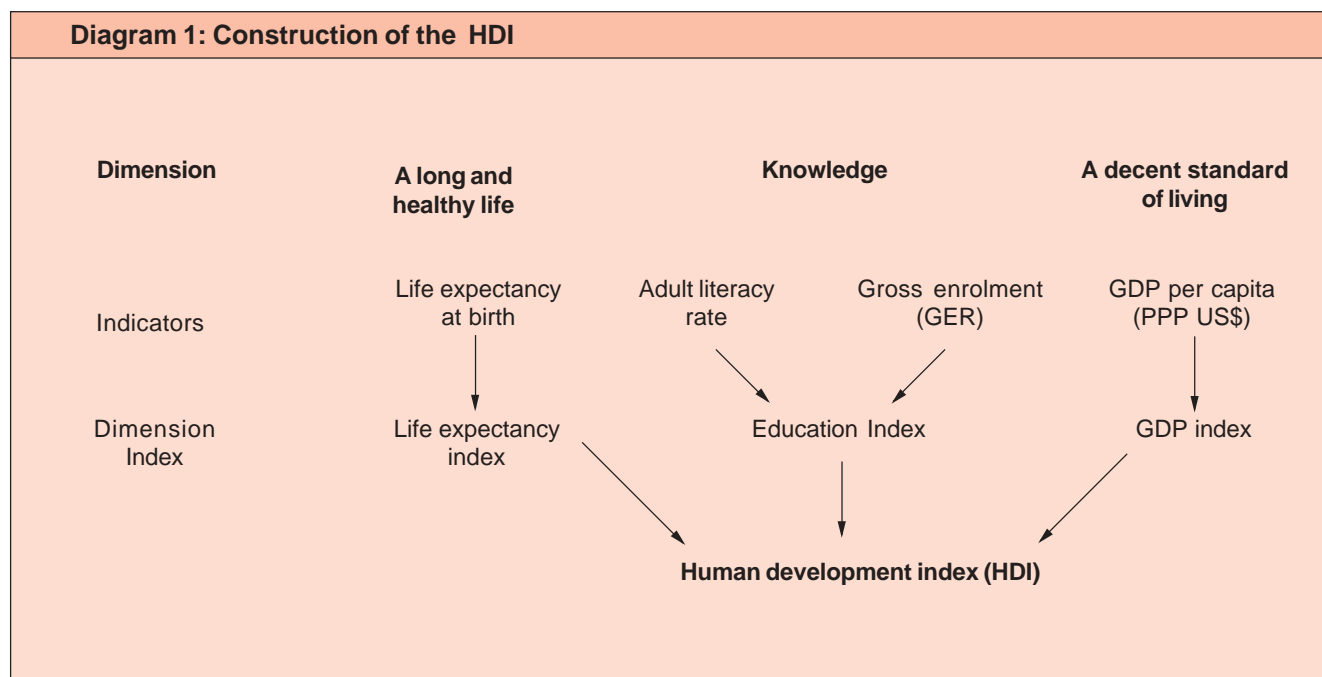 Diagram 1: Construction of the HDI
Dimension
A long and
healthy life
Knowledge
A decent standard
of living
Indicators
Life expectancy
at birth
Adult literacy
rate
Gross enrolment
(GER)
GDP per capita
(PPP US$)
Dimension
Index
Life expectancy
index
Education Index
GDP index
Human development index (HDI)